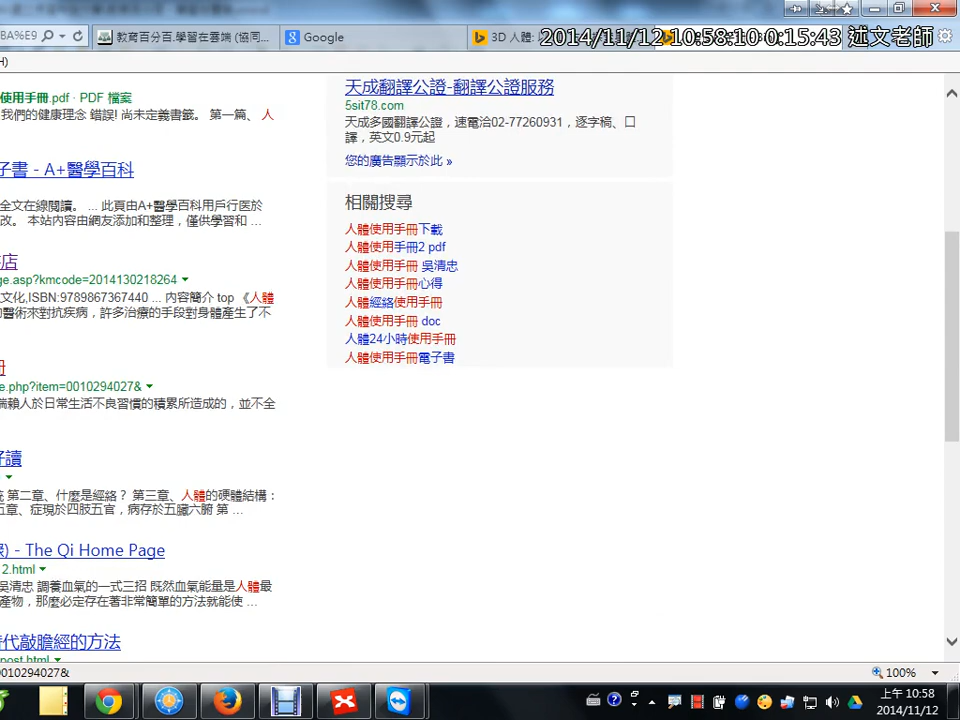 BA%E9
教育百分百.學習在雲端 (協同...
Google
3D 人體:
2014/11/12 10:58:10 0:15:43 述文老師
H)
使用手冊.pdf · PDF 檔案
我們的健康理念 錯誤! 尚未定義書籤。 第一篇、 人
子書 - A+醫學百科
全文在線閱讀。 ... 此頁由A+醫學百科用戶行医於
改。 本站內容由網友添加和整理，僅供學習和 ...
店
ge.asp?kmcode=2014130218264
文化,ISBN:9789867367440 ... 內容簡介 top 《人體
的醫術來對抗疾病，許多治療的手段對身體產生了不
冊
e.php?item=0010294027&
喘賴人於日常生活不良習慣的積累所造成的，並不全
好讀
統 第二章、什麼是經絡？ 第三章、人體的硬體結構：
五章、症現於四肢五官，病存於五臟六腑 第 ...
) - The Qi Home Page
2.html
吳清忠 調養血氣的一式三招 既然血氣能量是人體最
產物，那麼必定存在著非常簡單的方法就能使 ...
時代敲膽經的方法
post.html
天成翻譯公證-翻譯公證服務
5sit78.com
天成多國翻譯公證，速電洽02-77260931，逐字稿、口
譯，英文0.9元起
您的廣告顯示於此 »
相關搜尋
人體使用手冊下載
人體使用手冊2 pdf
人體使用手冊 吳清忠
人體使用手冊心得
人體經絡使用手冊
人體使用手冊 doc
人體24小時使用手冊
人體使用手冊電子書
0010294027&
100%
上午 10:58
2014/11/12